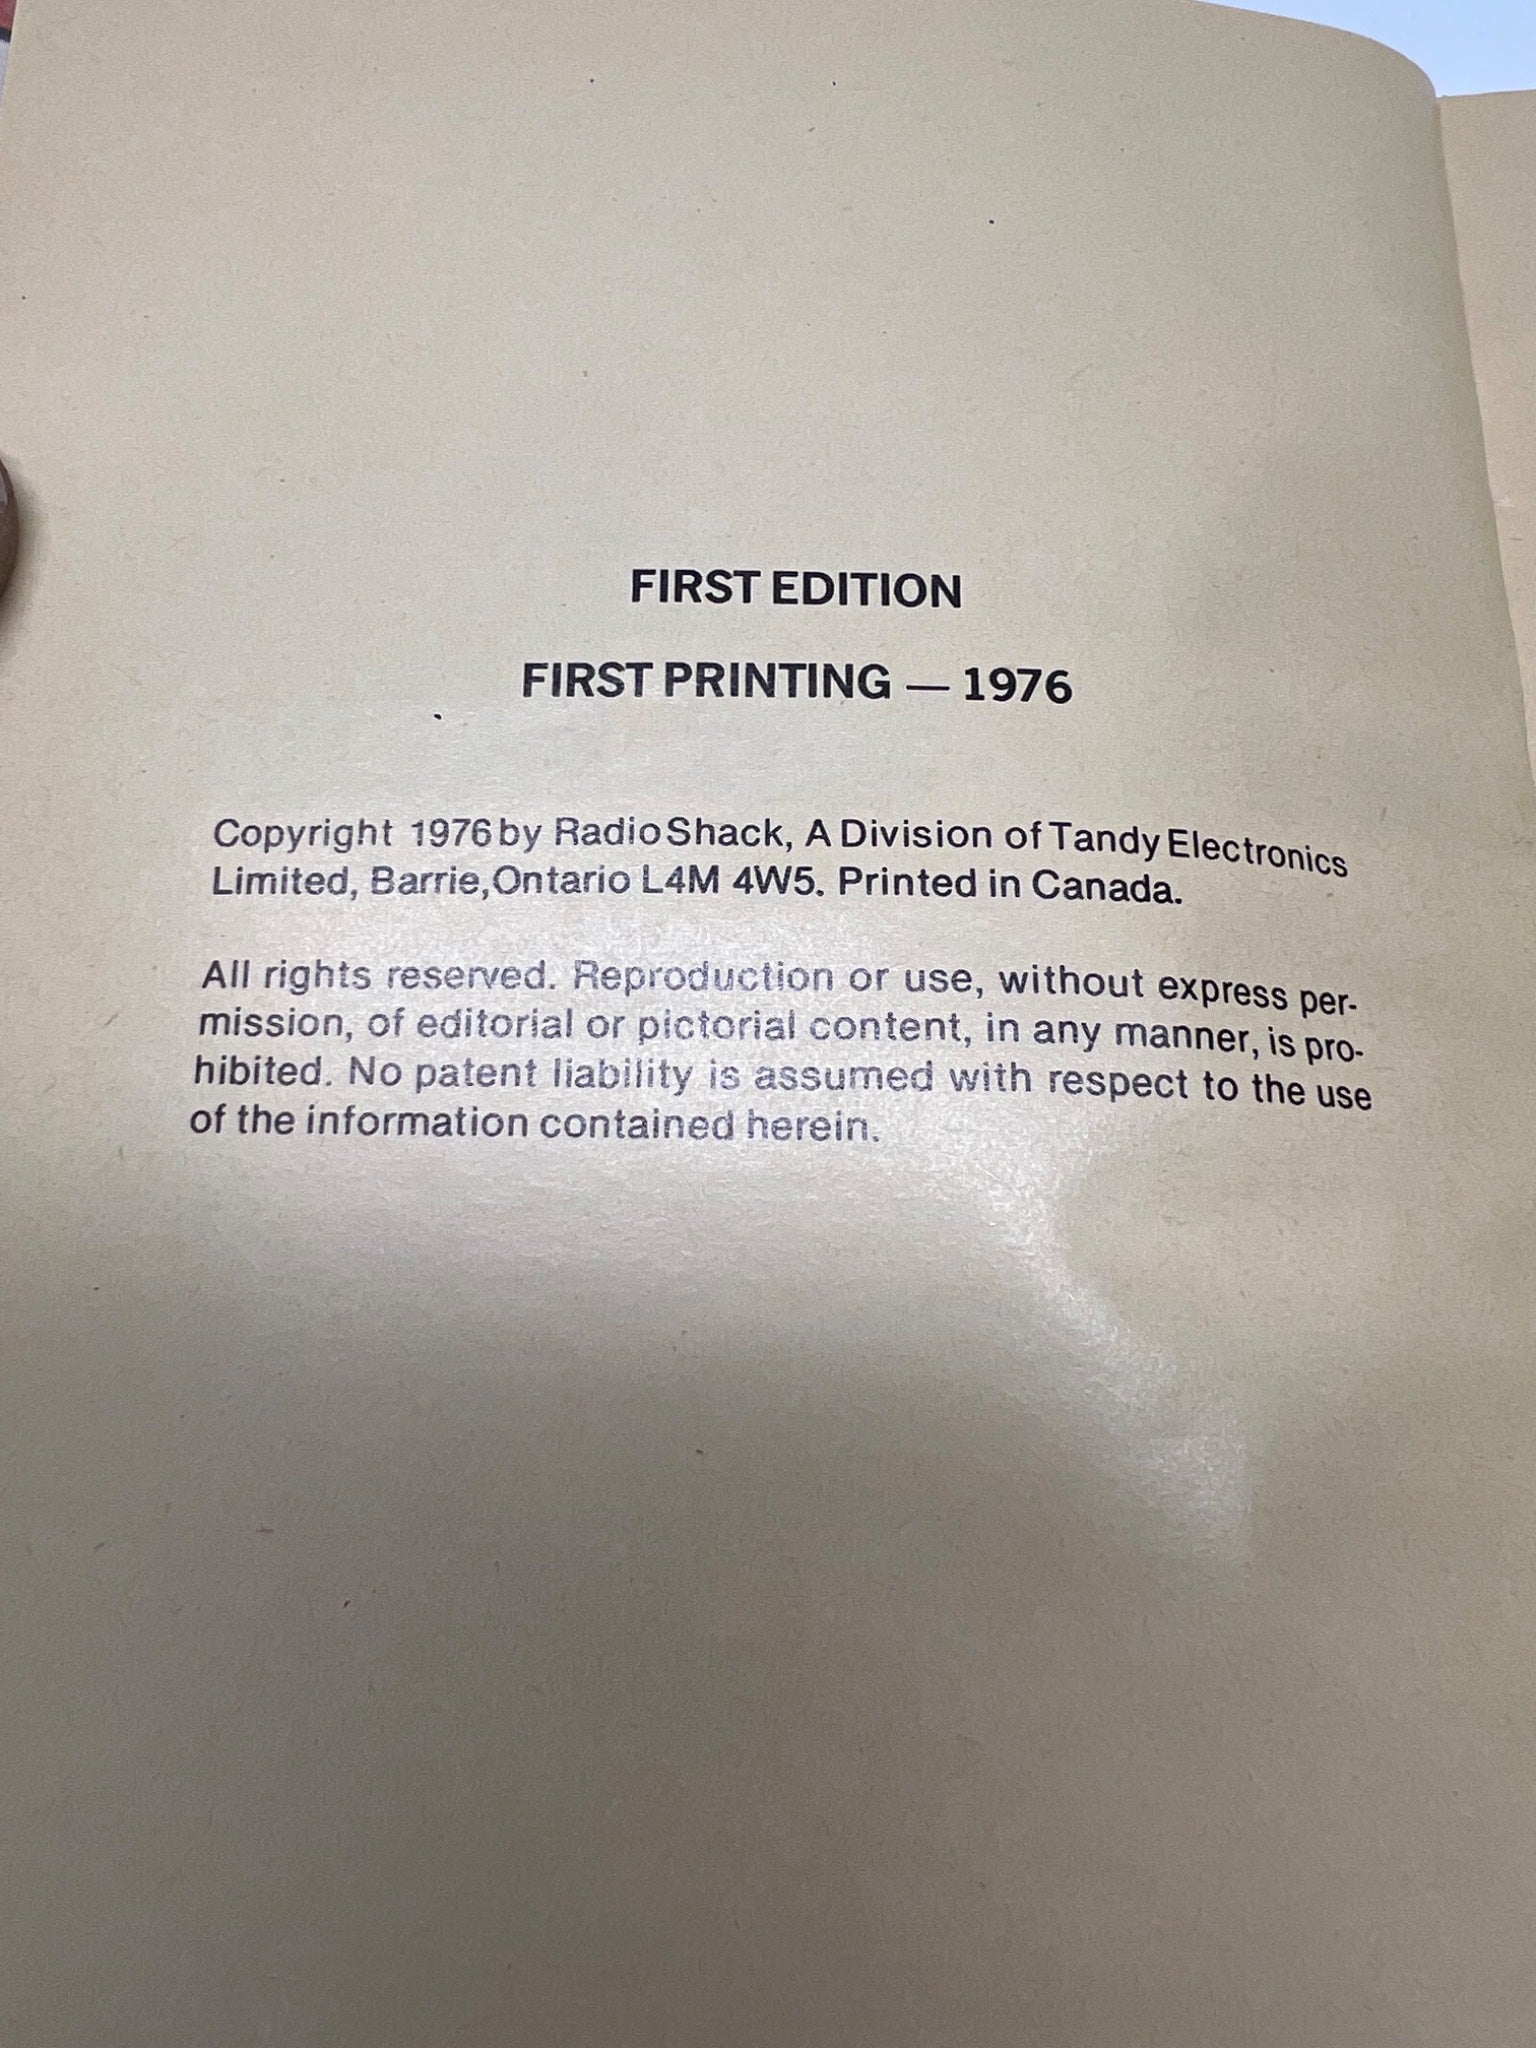 FIRST EDITION
FIRST PRINTING — 1976
Copyright 1976 by Radio Shack, A Division of Tandy Electronics
Limited, Barrie, Ontario L4M 4W5. Printed in Canada.
All rights reserved. Reproduction or use, without express per-
mission, of editorial or pictorial content, in any manner, is pro-
hibited. No patent liability is assumed with respect to the use
of the information contained herein.